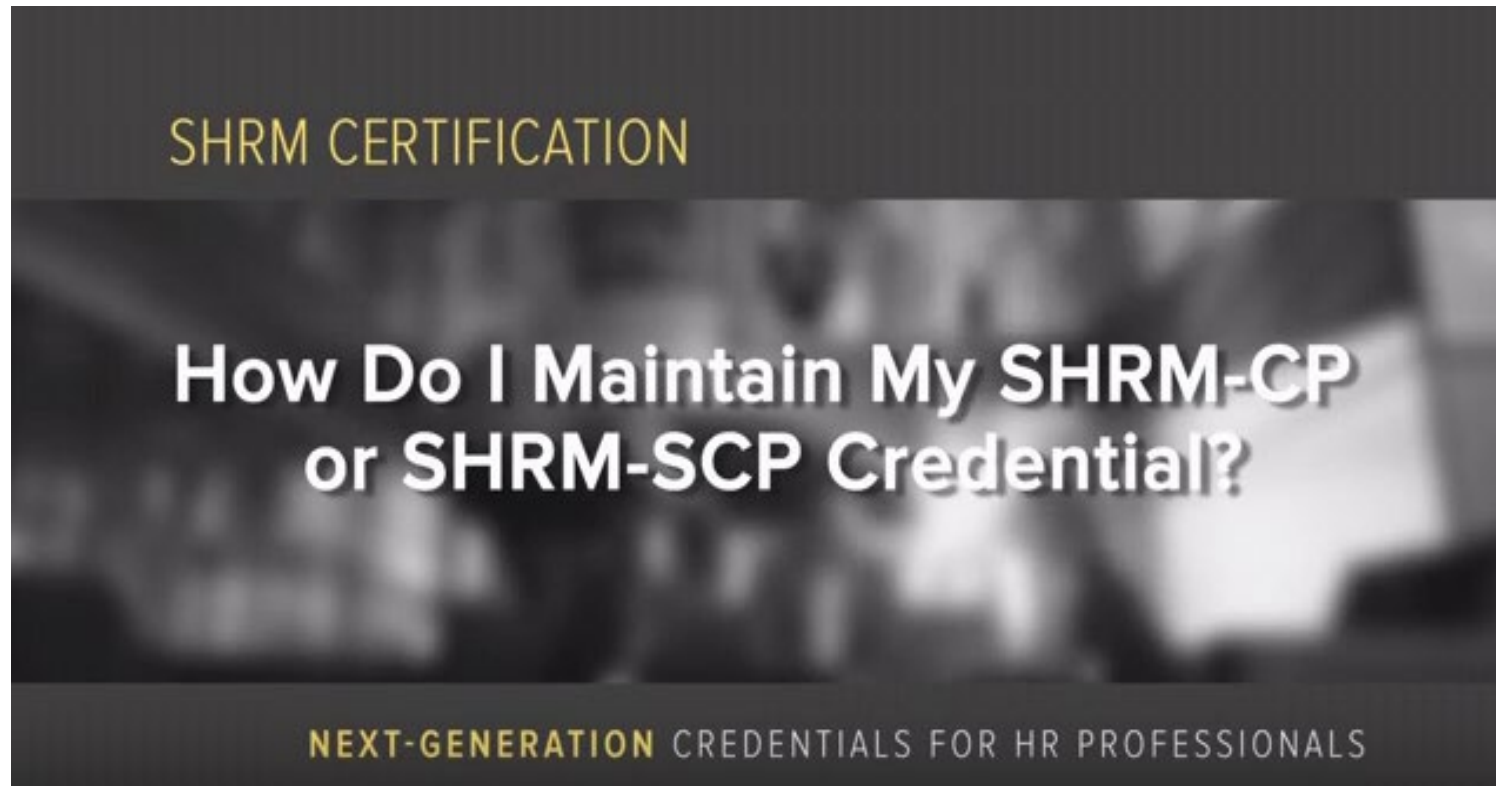 SHRM CERTIFICATION
How Do I Maintain My SHRM-CP
or SHRM-SCP Credential?
NEXT-GENERATION CREDENTIALS FOR HR PROFESSIONALS